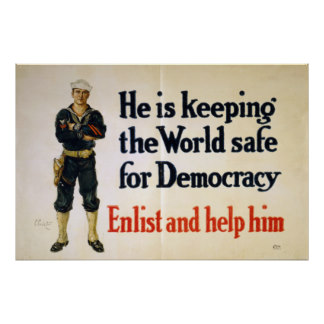 He is keeping
the World safe
for Democracy
Enlist and help him